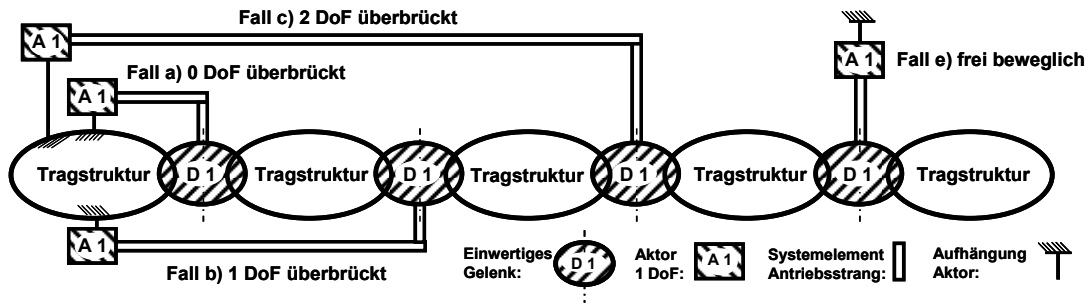 Fall c) 2 DoF überbrückt
A 1
A 1
Fall e) frei beweglich
Fall a) 0 DoF überbrückt
A 1
Tragstruktur
D 1
Tragstruktur
D 1
Tragstruktur
D 1
Tragstruktur
D 1
Tragstruktur
A 1
Fall b) 1 DoF überbrückt
Einwertiges
Gelenk:
D 1
Aktor
1 DoF:
A 1
Systemelement
Antriebsstrang:
Aufhängung
Aktor: